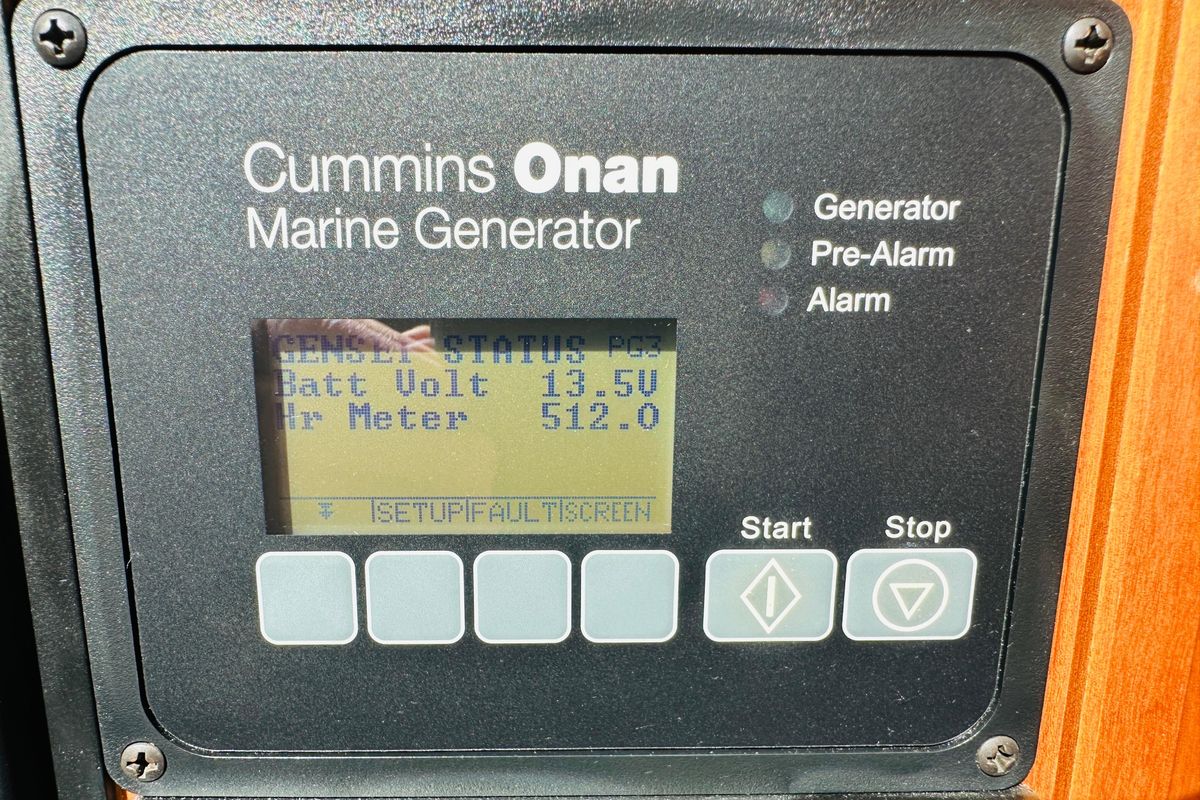 Cummins Onan
Marine Generator
Generator
Pre-Alarm
Alarm
GENSET STATUS PG3
Batt Volt 13.5V
Hr Meter 512.0
SETUP|FAULT|SCREEN
Start
Stop